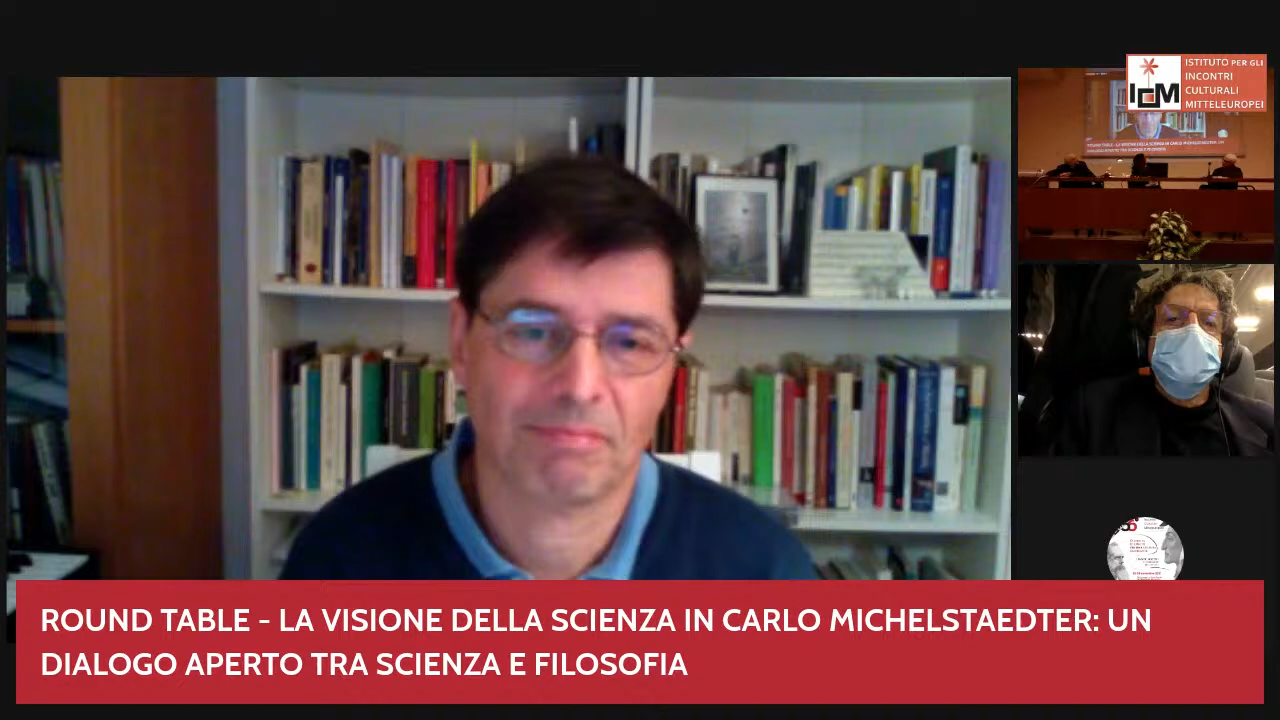 ISTITUTO PER GLI
INCONTRI
CULTURALI
MITTELEUROPEI
ICM
ROUND TABLE - LA VISIONE DELLA SCIENZA IN CARLO MICHELSTAEDTER: UN
DIALOGO APERTO TRA SCIENZA E FILOSOFIA